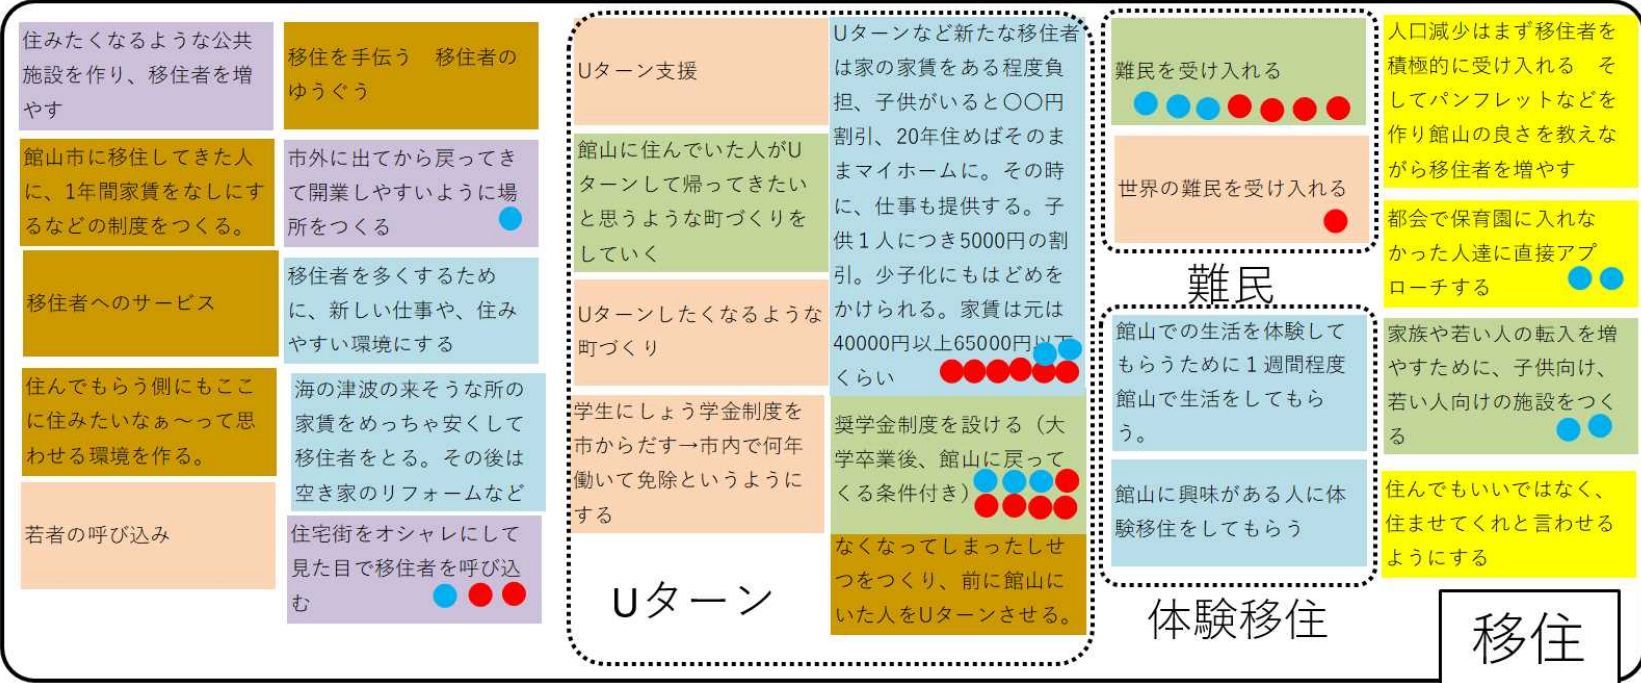 住みたくなるような公共
施設を作り、移住者を増
やす
館山市に移住してきた人
に、1年間家賃をなしにす
るなどの制度をつくる。
移住者へのサービス
住んでもらう側にもここ
に住みたいなぁ～って思
わせる環境を作る。
若者の呼び込み
移住を手伝う　移住者の
ゆうぐう
市外に出てから戻ってき
て開業しやすいように場
所をつくる
移住者を多くするため
に、新しい仕事や、住み
やすい環境にする
海の津波の来そうな所の
家賃をめっちゃ安くして
移住者をとる。その後は
空き家のリフォームなど
住宅街をオシャレにして
見た目で移住者を呼び込
む
Uターン支援
館山に住んでいた人がU
ターンして帰ってきたい
と思うような町づくりを
していく
Uターンしたくなるような
町づくり
学生にしょう学金制度を
市からだす→市内で何年
働いて免除というように
する
Uターン
Uターンなど新たな移住者
は家の家賃をある程度負
担、子供がいると〇〇円
割引、20年住めばそのま
まマイホームに。その時
に、仕事も提供する。子
供１人につき5000円の割
引。少子化にもはどめを
かけられる。家賃は元は
40000円以上65000円以下
くらい
奨学金制度を設ける（大
学卒業後、館山に戻って
くる条件付き）
なくなってしまったしせ
つをつくり、前に館山に
いた人をUターンさせる。
難民を受け入れる
世界の難民を受け入れる
難民
館山での生活を体験して
もらうために１週間程度
館山で生活をしてもら
う。
館山に興味がある人に体
験移住をしてもらう
体験移住
人口減少はまず移住者を
積極的に受け入れる　そ
してパンフレットなどを
作り館山の良さを教えな
がら移住者を増やす
都会で保育園に入れな
かった人達に直接アプ
ローチする
家族や若い人の転入を増
やすために、子供向け、
若い人向けの施設をつく
る
住んでもいいではなく、
住ませてくれと言わせる
ようにする
移住